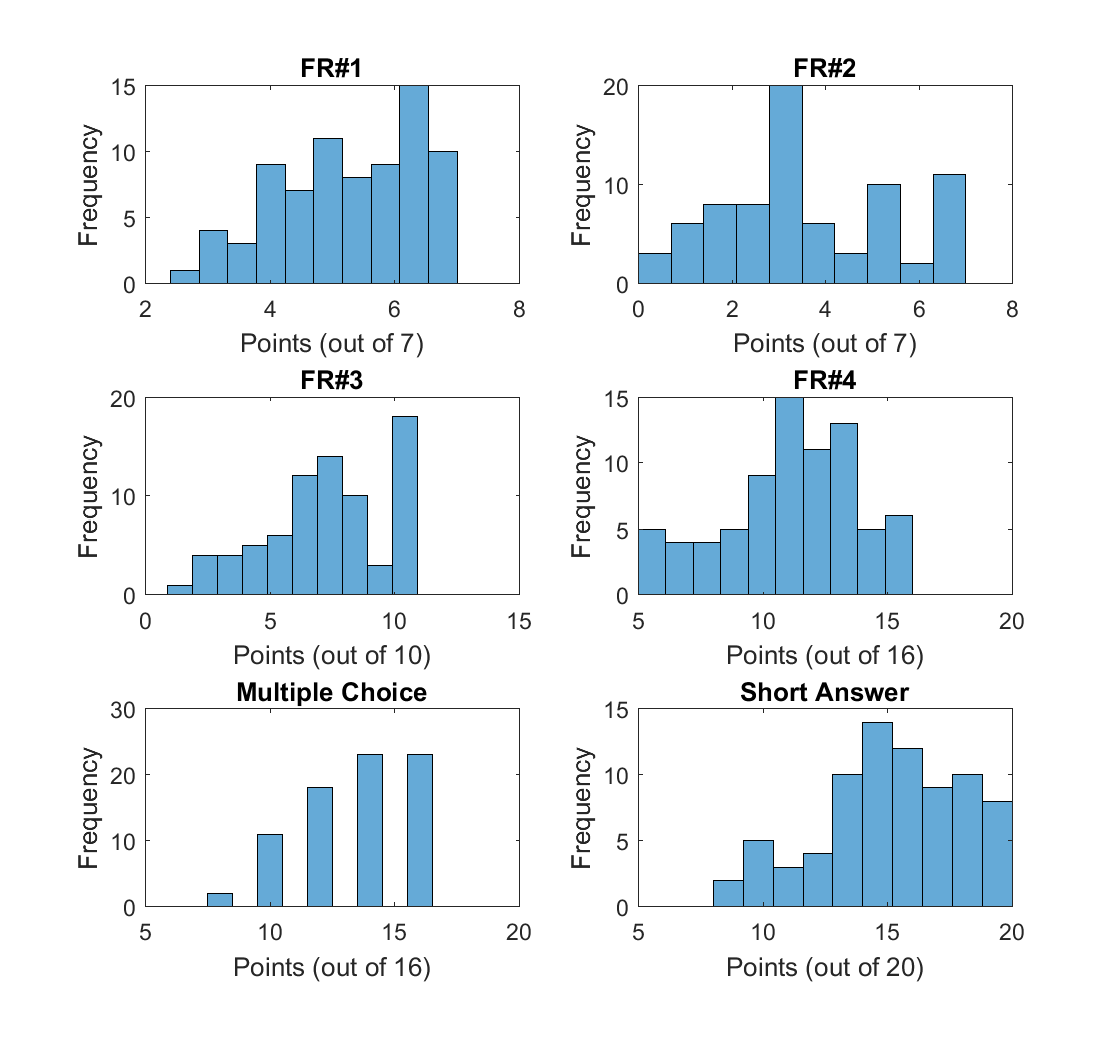 FR#1
15
10
5
0
Frequency
2 4 6 8
Points (out of 7)
FR#2
20
10
0
Frequency
0 2 4 6 8
Points (out of 7)
FR#3
20
10
0
Frequency
0 5 10 15
Points (out of 10)
FR#4
15
10
5
0
Frequency
5 10 15 20
Points (out of 16)
Multiple Choice
30
20
10
0
Frequency
5 10 15 20
Points (out of 16)
Short Answer
15
10
5
0
Frequency
5 10 15 20
Points (out of 20)